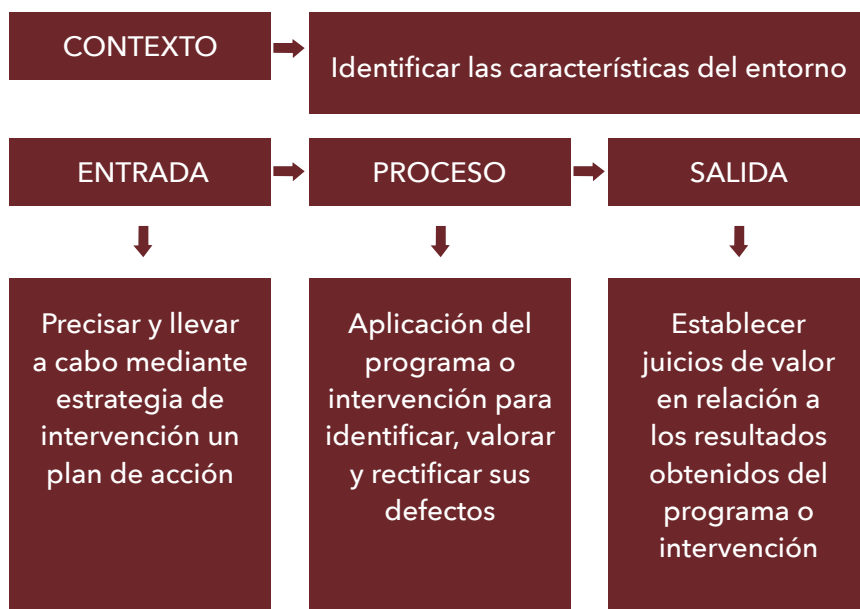 CONTEXTO
Identificar las características del entorno
ENTRADA
PROCESO
SALIDA
Precisar y llevar
a cabo mediante
estrategia de
intervención un
plan de acción
Aplicación del
programa o
intervención para
identificar, valorar
y rectificar sus
defectos
Establecer
juicios de valor
en relación a
los resultados
obtenidos del
programa o
intervención